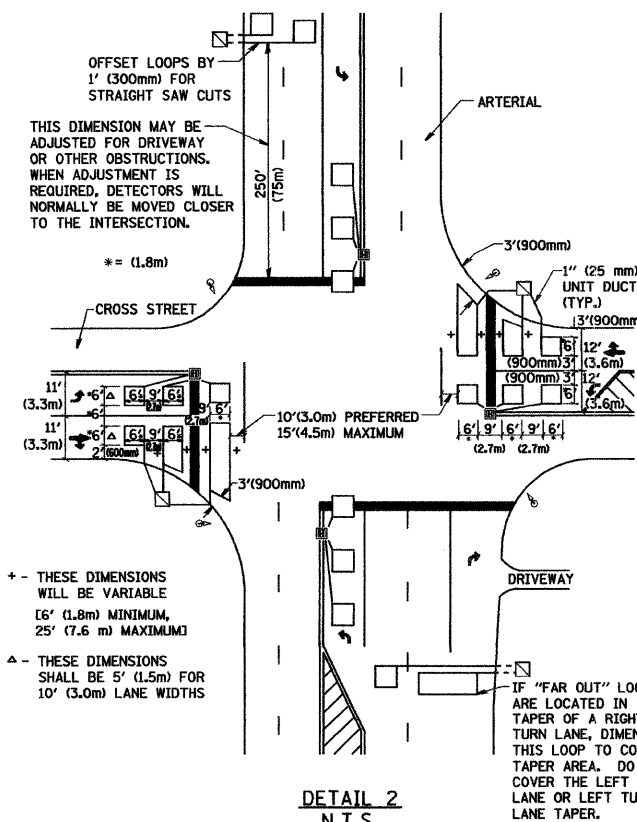 OFFSET LOOPS BY
1' (300mm) FOR
STRAIGHT SAW CUTS
THIS DIMENSION MAY BE
ADJUSTED FOR DRIVEWAY
OR OTHER OBSTRUCTIONS.
WHEN ADJUSTMENT IS
REQUIRED, DETECTORS WILL
NORMALLY BE MOVED CLOSER
TO THE INTERSECTION.
* = (1.8m)
250'
(75m)
ARTERIAL
3'(900mm)
1" (25 mm)
UNIT DUCT
(TYP.)
3'(900mm
CROSS STREET
6'
12'
(3.6m)
(900mm) 3'
(900mm) 3'
12'
6'
(3.6m)
11'
(3.3m)
*6'
*6'
6' 9' 6'
(2.7m)
9' 6'
*
(2.7m)
11'
(3.3m)
*6'
2' (600mm)
6' 9' 6'
(2.7m)
10'(3.0m) PREFERRED
15'(4.5m) MAXIMUM
6' 9' 6' 9' 6'
* * *
(2.7m) (2.7m)
3'(900mm)
+ - THESE DIMENSIONS
WILL BE VARIABLE
[6' (1.8m) MINIMUM,
25' (7.6 m) MAXIMUM]
△ - THESE DIMENSIONS
SHALL BE 5' (1.5m) FOR
10' (3.0m) LANE WIDTHS
DRIVEWAY
IF "FAR OUT" LOO
ARE LOCATED IN
TAPER OF A RIGHT
TURN LANE, DIMEN
THIS LOOP TO CO
TAPER AREA. DO
COVER THE LEFT
LANE OR LEFT TU
LANE TAPER.
DETAIL 2
N.T.S.